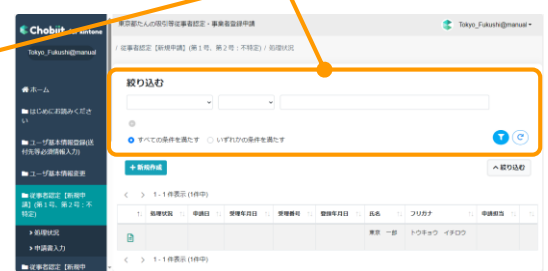 Chobiit for kintone
Tokyo_Fukushi@manual
ホーム
はじめにお読みください
ユーザ基本情報登録(送付先等必須情報入力)
ユーザ基本情報変更
従事者認定【新規申請】(第1号、第2号：不特定)
処理状況
申請書入力
従事者認定【新規申
東京都たんの吸引等従事者認定・事業者登録申請
Tokyo_Fukushi@manual
/ 従事者認定【新規申請】(第1号、第2号：不特定) / 処理状況
絞り込む
すべての条件を満たす いずれかの条件を満たす
+ 新規作成
絞り込む
1 - 1 件表示 (1件中)
処理状況 申請日 受理年月日 受理番号 登録年月日 氏名 フリガナ 申請担当
東京 一郎 トウキョウ イチロウ
1 - 1 件表示 (1件中)